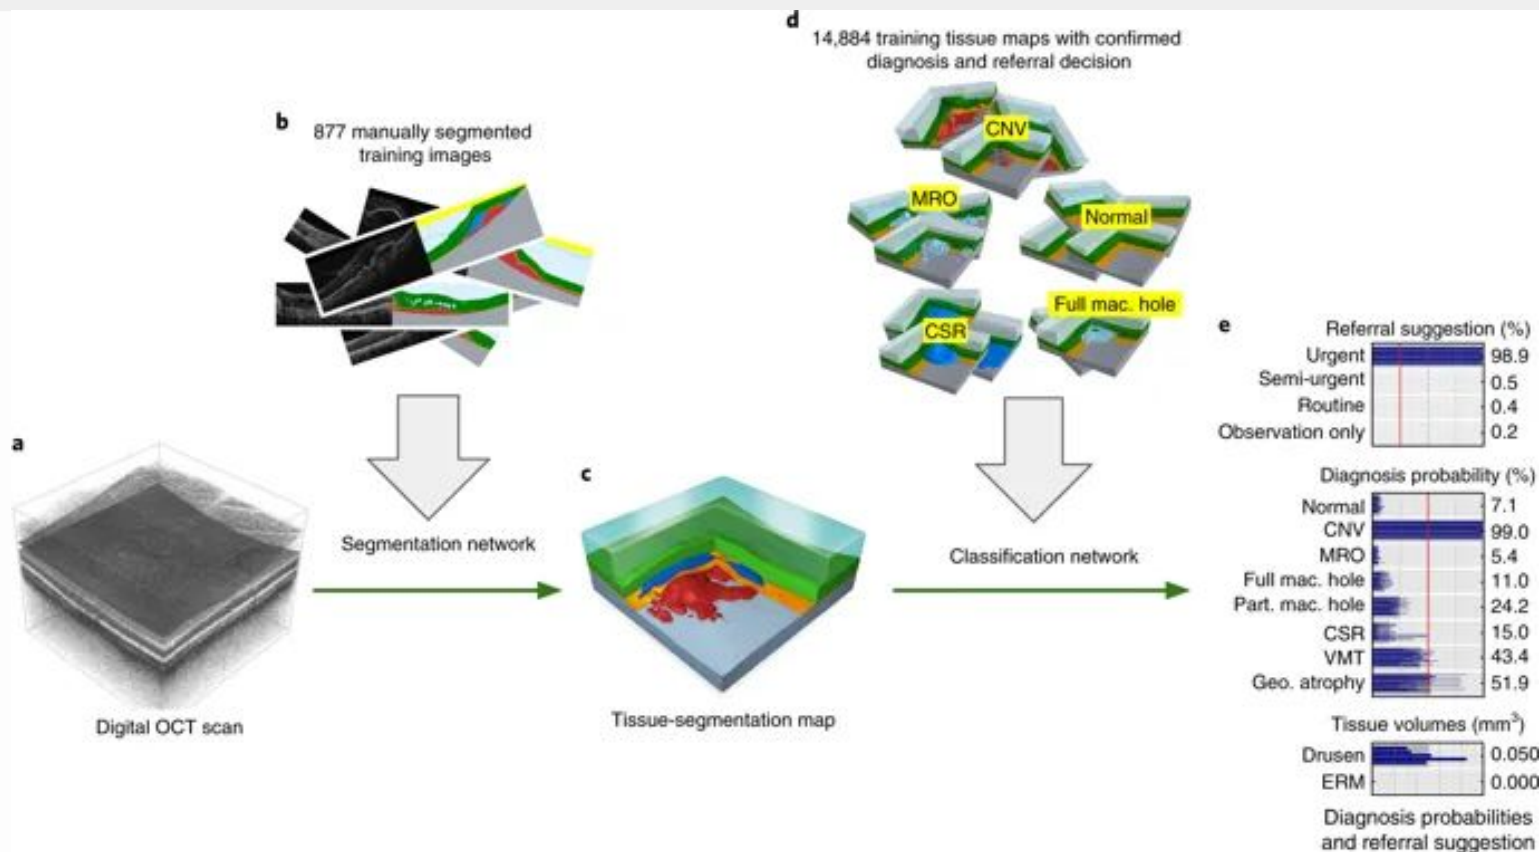 a
Digital OCT scan
b
877 manually segmented
training images
Segmentation network
c
Tissue-segmentation map
d
14,884 training tissue maps with confirmed
diagnosis and referral decision
CNV
MRO
Normal
CSR
Full mac. hole
Classification network
e
Referral suggestion (%)
Urgent 98.9
Semi-urgent 0.5
Routine 0.4
Observation only 0.2
Diagnosis probability (%)
Normal 7.1
CNV 99.0
MRO 5.4
Full mac. hole 11.0
Part. mac. hole 24.2
CSR 15.0
VMT 43.4
Geo. atrophy 51.9
Tissue volumes (mm³)
Drusen 0.050
ERM 0.000
Diagnosis probabilities
and referral suggestion